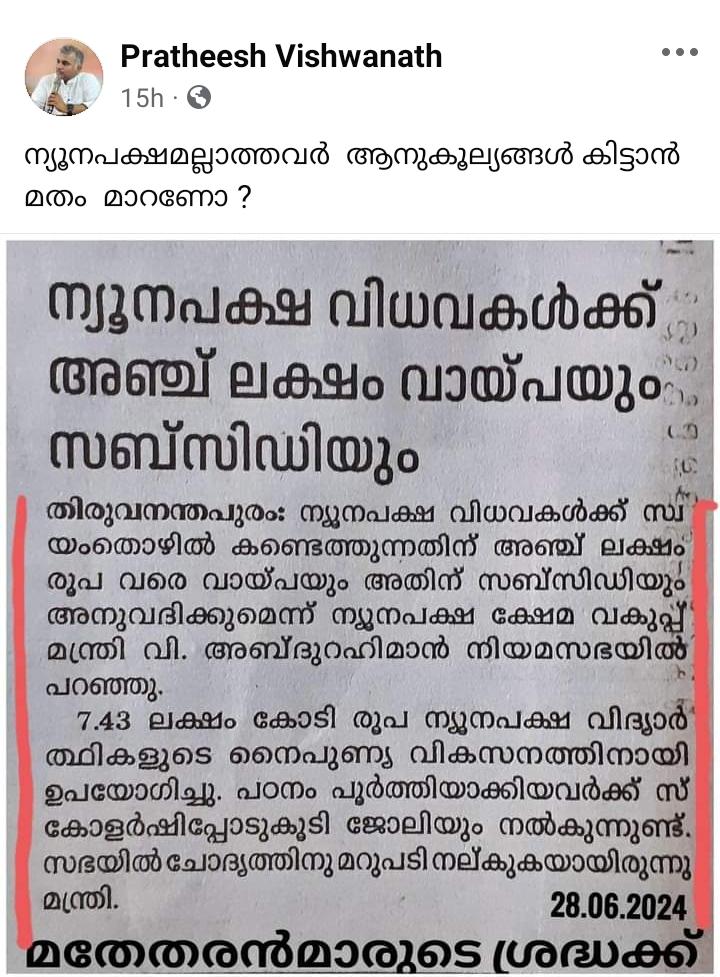 Pratheesh Vishwanath
15h ·
ന്യൂനപക്ഷമല്ലാത്തവർ ആനുകൂല്യങ്ങൾ കിട്ടാൻ
മതം മാറണോ ?
ന്യൂനപക്ഷ വിധവകൾക്ക്
അഞ്ച് ലക്ഷം വായ്പയും
സബ്സിഡിയും
തിരുവനന്തപുരം: ന്യൂനപക്ഷ വിധവകൾക്ക് സ്വ
യംതൊഴിൽ കണ്ടെത്തുന്നതിന് അഞ്ച് ലക്ഷം
രൂപ വരെ വായ്പയും അതിന് സബ്സിഡിയും
അനുവദിക്കുമെന്ന് ന്യൂനപക്ഷ ക്ഷേമ വകുപ്പ്
മന്ത്രി വി. അബ്ദുറഹിമാൻ നിയമസഭയിൽ
പറഞ്ഞു.
7.43 ലക്ഷം കോടി രൂപ ന്യൂനപക്ഷ വിദ്യാർ
ത്ഥികളുടെ നൈപുണ്യ വികസനത്തിനായി
ഉപയോഗിച്ചു. പഠനം പൂർത്തിയാക്കിയവർക്ക് സ്
കോളർഷിപ്പോടുകൂടി ജോലിയും നൽകുന്നുണ്ട്.
സഭയിൽ ചോദ്യത്തിനു മറുപടി നല്കുകയായിരുന്നു
മന്ത്രി.
28.06.2024
മതേതരൻമാരുടെ ശ്രദ്ധക്ക്